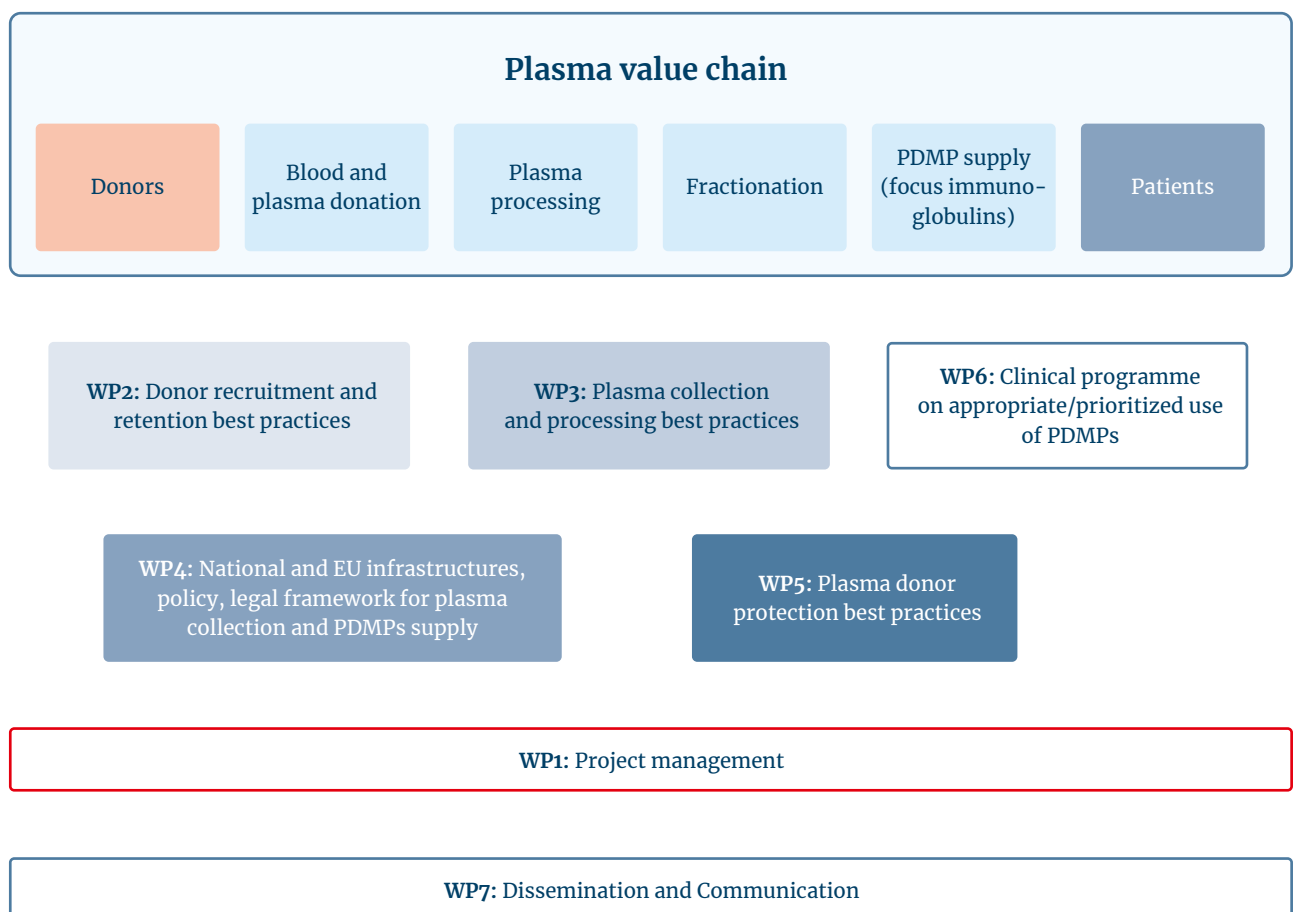 Plasma value chain
Donors
Blood and
plasma donation
Plasma
processing
Fractionation
PDMP supply
(focus immuno-
globulins)
Patients
WP2: Donor recruitment and
retention best practices
WP3: Plasma collection
and processing best practices
WP6: Clinical programme
on appropriate/prioritized use
of PDMPs
WP4: National and EU infrastructures,
policy, legal framework for plasma
collection and PDMPs supply
WP5: Plasma donor
protection best practices
WP1: Project management
WP7: Dissemination and Communication